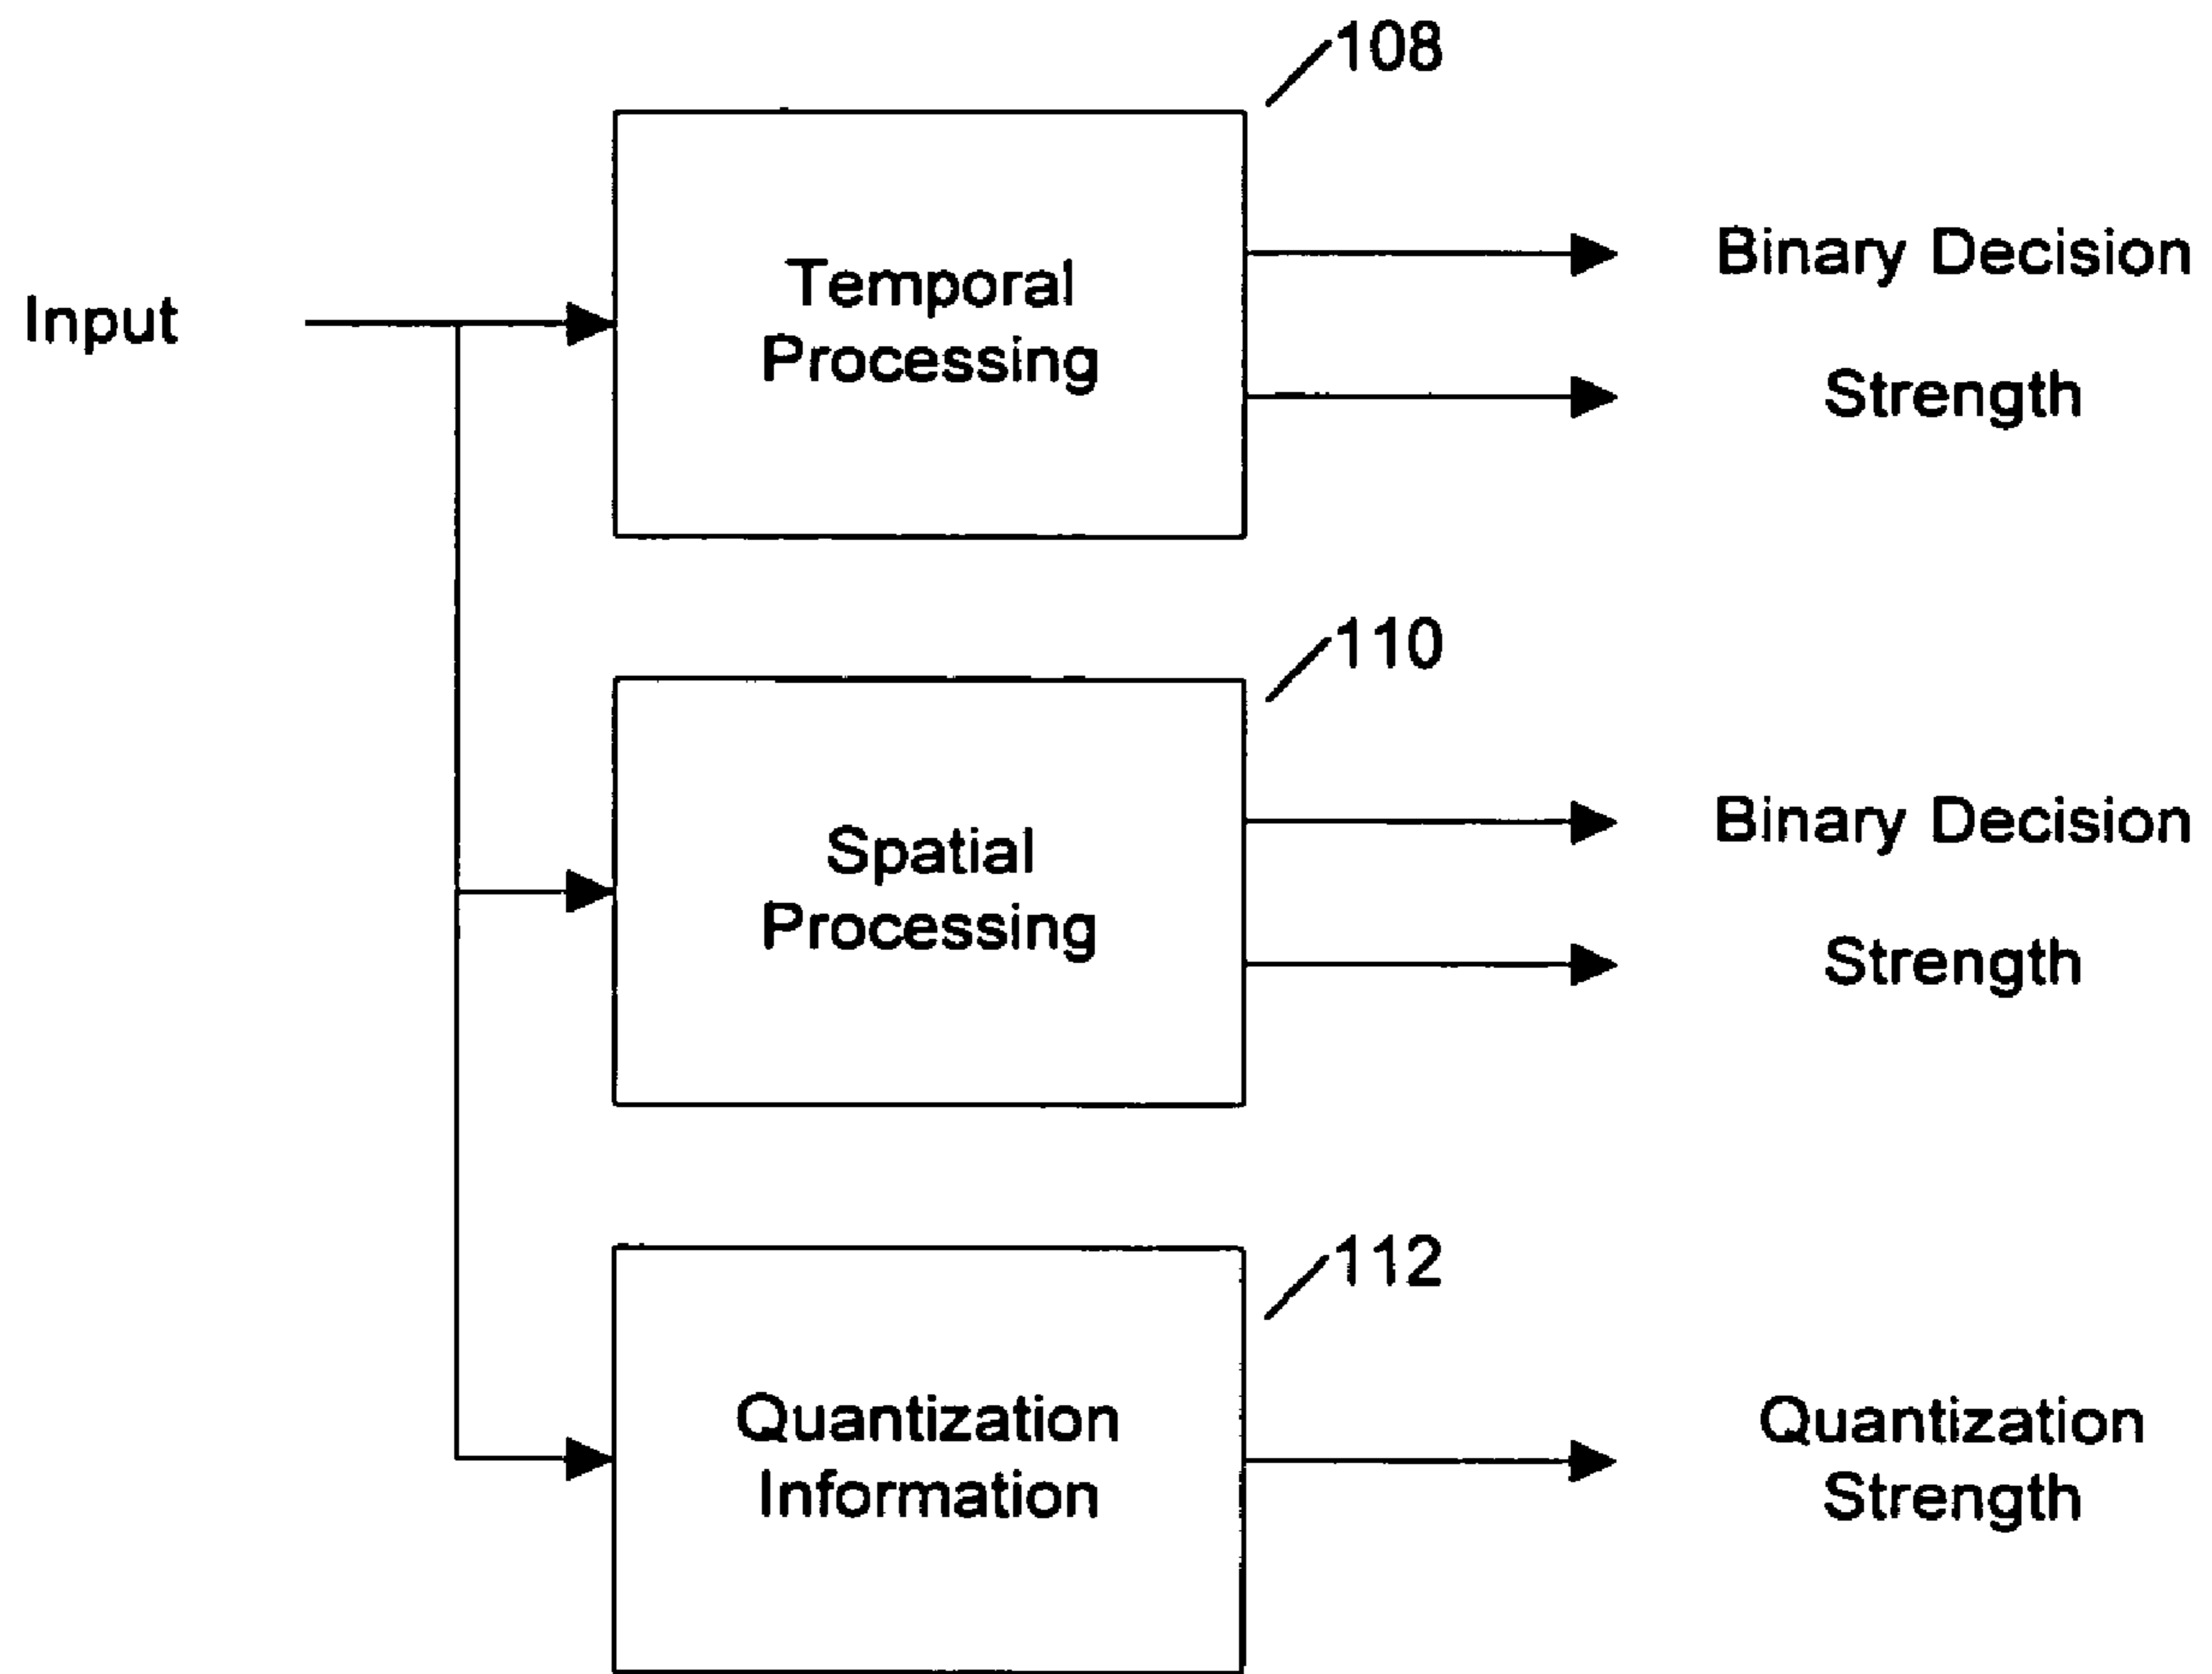 108
Input
Temporal
Processing
Binary Decision
Strength
110
Spatial
Processing
Binary Decision
Strength
112
Quantization
Information
Quantization
Strength